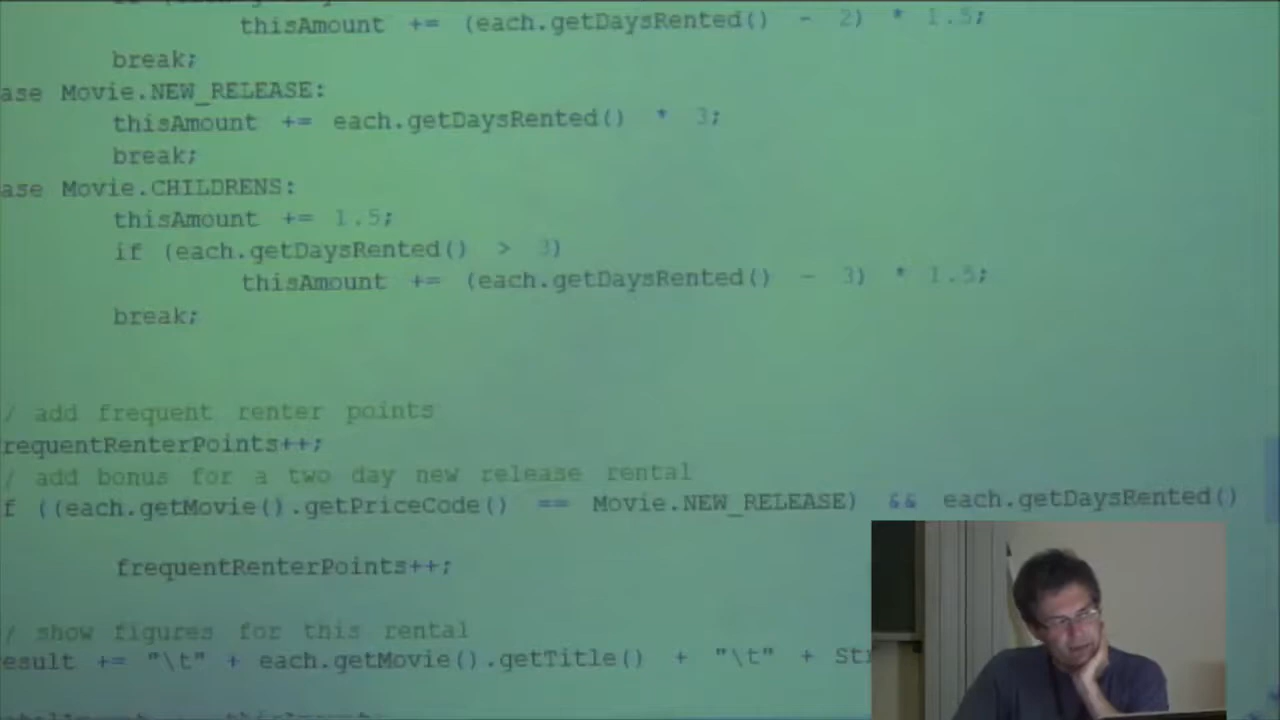 thisAmount += (each.getDaysRented() - 2) * 1.5;
break;
ase Movie.NEW_RELEASE:
thisAmount += each.getDaysRented() * 3;
break;
ase Movie.CHILDRENS:
thisAmount += 1.5;
if (each.getDaysRented() > 3)
thisAmount += (each.getDaysRented() - 3) * 1.5;
break;
/ add frequent renter points
requentRenterPoints++;
/ add bonus for a two day new release rental
f ((each.getMovie().getPriceCode() == Movie.NEW_RELEASE) && each.getDaysRented()
frequentRenterPoints++;
/ show figures for this rental
esult += "\t" + each.getMovie().getTitle() + "\t" + St